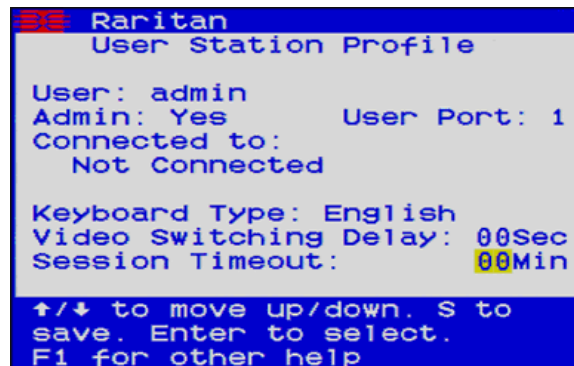 Raritan
User Station Profile
User: admin
Admin: Yes User Port: 1
Connected to:
Not Connected
Keyboard Type: English
Video Switching Delay: 00Sec
Session Timeout: 00Min
↑/↓ to move up/down. S to
save. Enter to select.
F1 for other help